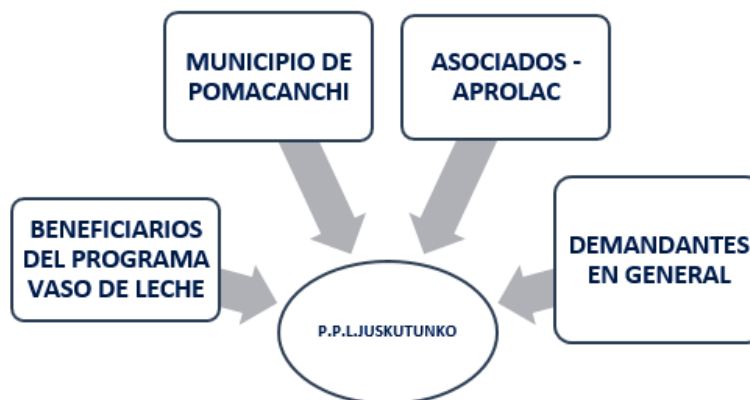 MUNICIPIO DE
POMACANCHI
ASOCIADOS -
APROLAC
BENEFICIARIOS
DEL PROGRAMA
VASO DE LECHE
DEMANDANTES
EN GENERAL
P.P.L.JUSKUTUNKO